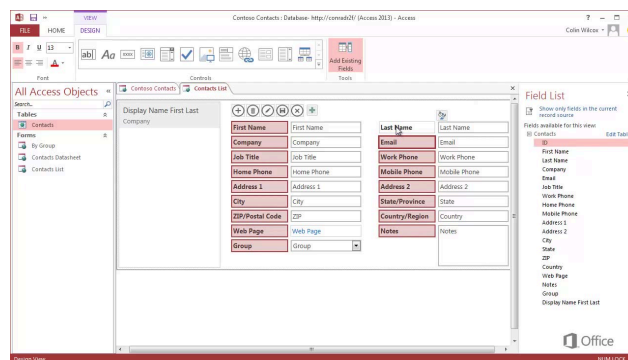 Contoso Contacts : Database- http://conradv2f/ (Access 2013) - Access
VIEW
FILE HOME DESIGN
Colin Wilcox
B I U 13
Add Existing
Fields
Font
Controls
Tools
All Access Objects
Search...
Tables
Contacts
Forms
By Group
Contacts Datasheet
Contacts List
Contoso Contacts
Contacts List
Display Name First Last
Company
First Name First Name
Last Name Last Name
Company Company
Email Email
Job Title Job Title
Work Phone Work Phone
Home Phone Home Phone
Mobile Phone Mobile Phone
Address 1 Address 1
Address 2 Address 2
City City
State/Province State
ZIP/Postal Code ZIP
Country/Region Country
Web Page Web Page
Notes Notes
Group Group
Field List
Show only fields in the current
record source
Fields available for this view:
Contacts Edit Tabl
ID
First Name
Last Name
Company
Email
Job Title
Work Phone
Home Phone
Mobile Phone
Address 1
Address 2
City
State
ZIP
Country
Web Page
Notes
Group
Display Name First Last
Office
Design View
NUM LOCK